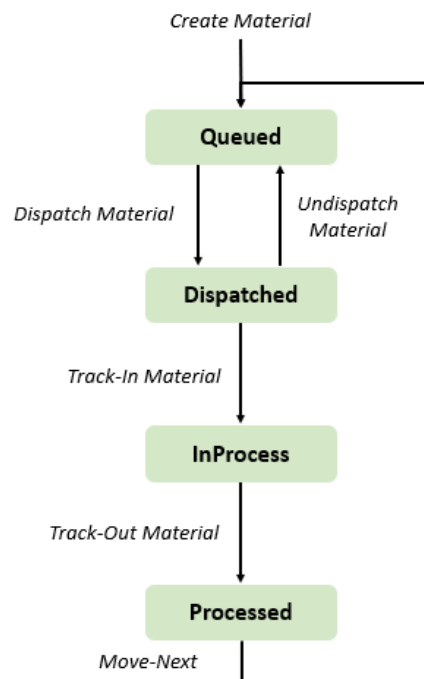 Create Material
Queued
Dispatch Material
Undispatch
Material
Dispatched
Track-In Material
InProcess
Track-Out Material
Processed
Move-Next